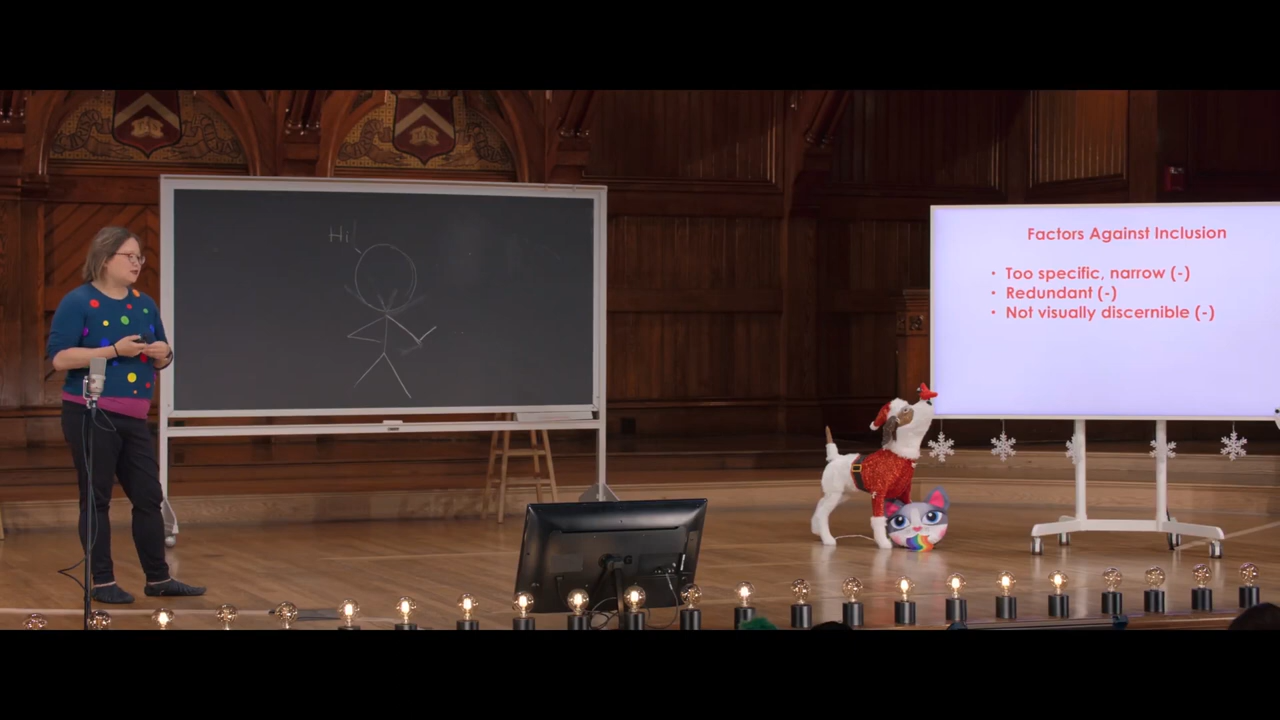 Hi!
Factors Against Inclusion
• Too specific, narrow (-)
• Redundant (-)
• Not visually discernible (-)